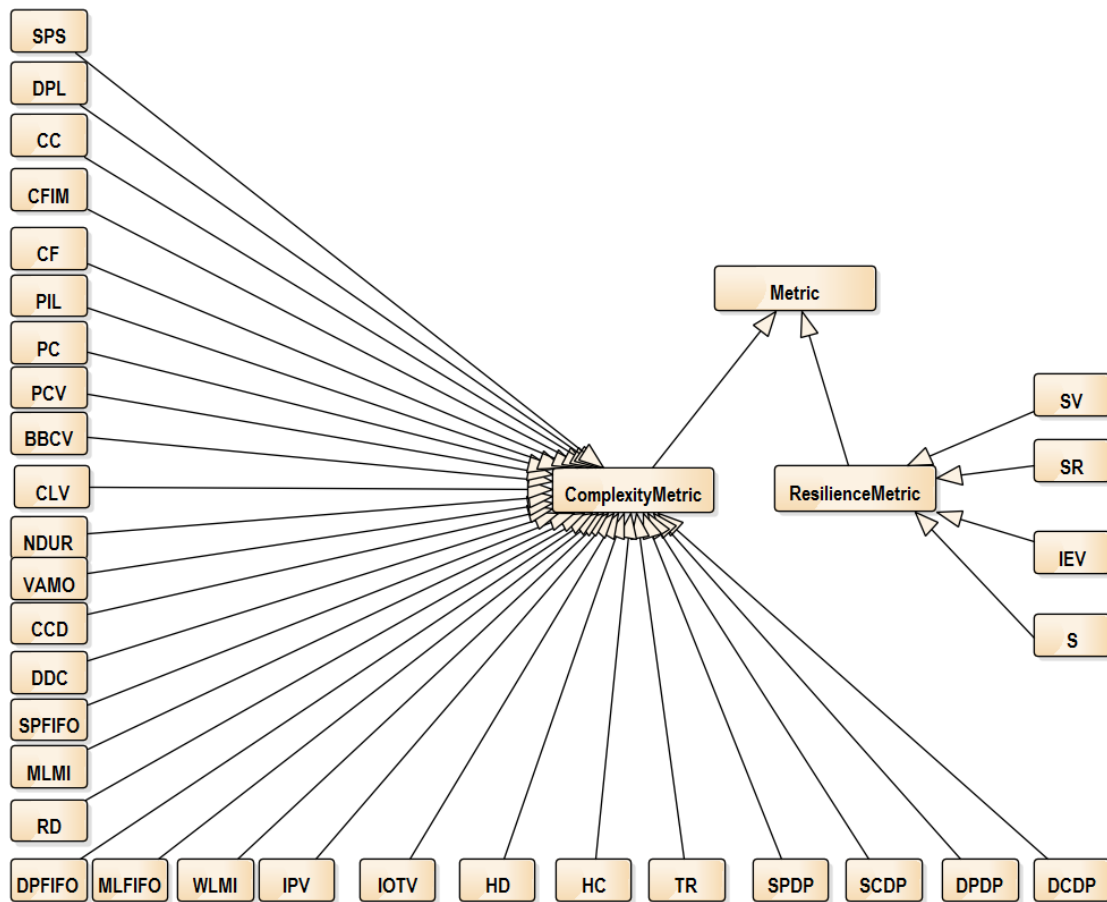 SPS
DPL
CC
CFIM
CF
PIL
PC
PCV
BBCV
CLV
NDUR
VAMO
CCD
DDC
SPFIFO
MLMI
RD
DPFIFO
MLFIFO
WLMI
IPV
IOTV
HD
HC
TR
SPDP
SCDP
DPDP
DCDP
Metric
ComplexityMetric
ResilienceMetric
SV
SR
IEV
S